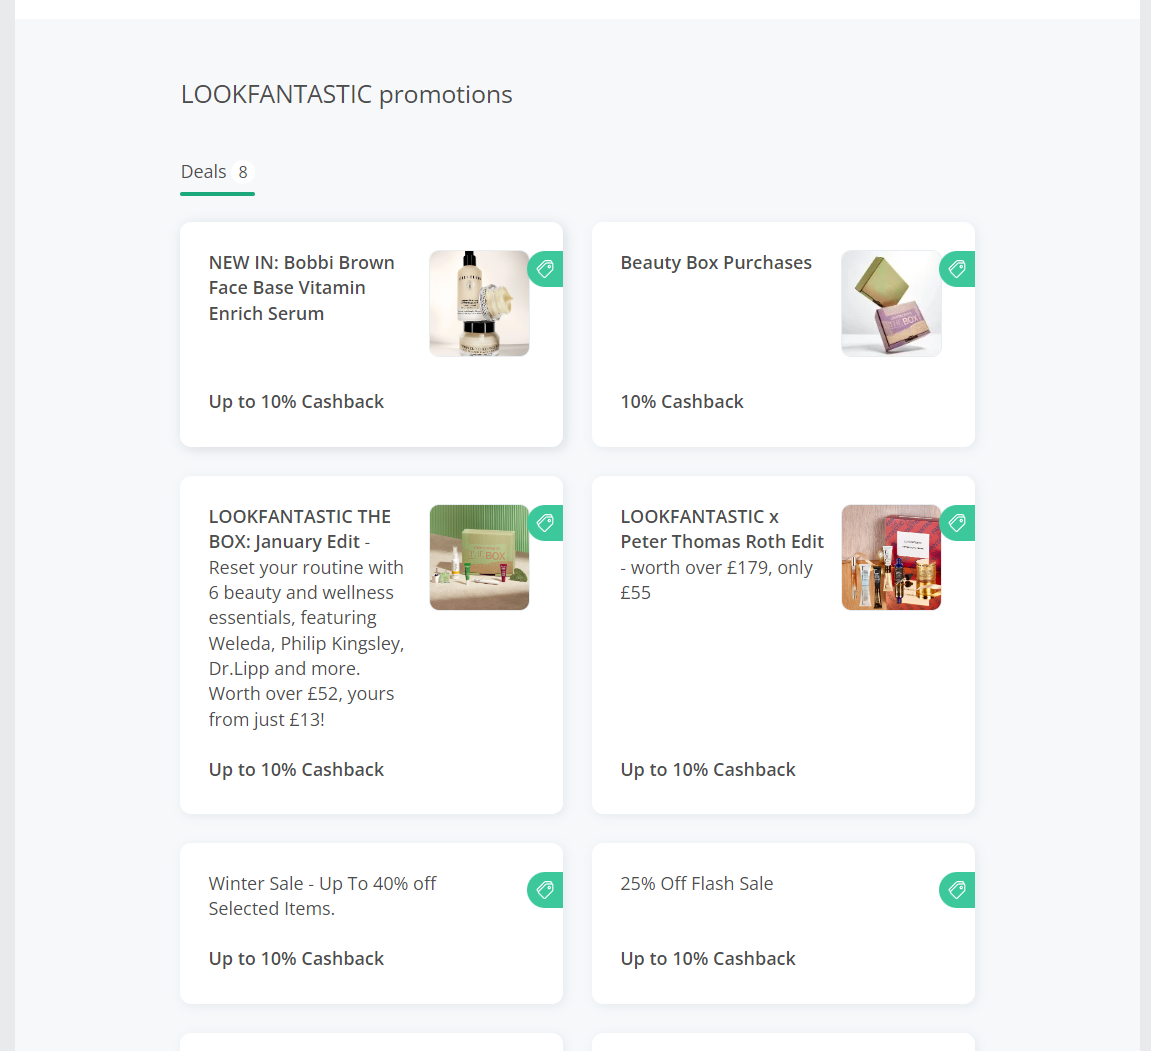 LOOKFANTASTIC promotions
Deals 8
NEW IN: Bobbi Brown
Face Base Vitamin
Enrich Serum
Up to 10% Cashback
Beauty Box Purchases
10% Cashback
LOOKFANTASTIC THE
BOX: January Edit -
Reset your routine with
6 beauty and wellness
essentials, featuring
Weleda, Philip Kingsley,
Dr.Lipp and more.
Worth over £52, yours
from just £13!
Up to 10% Cashback
LOOKFANTASTIC x
Peter Thomas Roth Edit
- worth over £179, only
£55
Up to 10% Cashback
Winter Sale - Up To 40% off
Selected Items.
Up to 10% Cashback
25% Off Flash Sale
Up to 10% Cashback